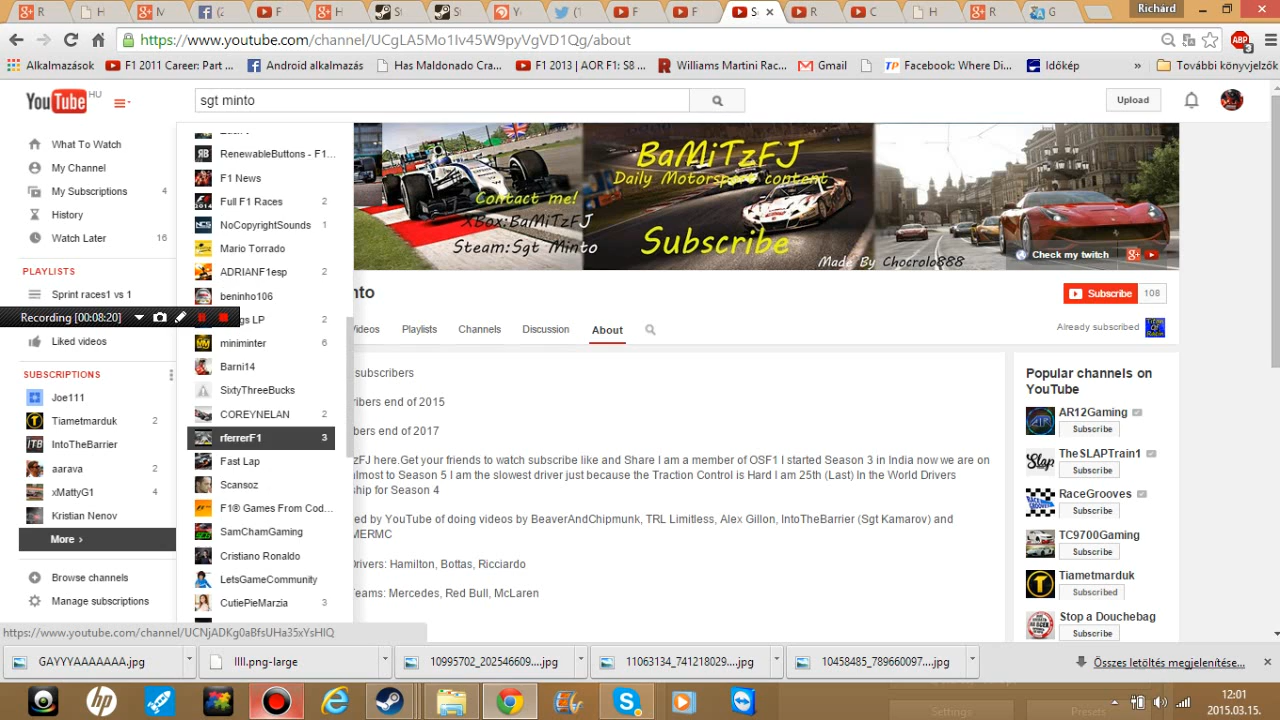 R
H
M
S
(2
F
H
S
S
Y
(1
F
F
S
R
C
H
R
G
Richárd
https://www.youtube.com/channel/UCgLA5Mo1Iv45W9pyVgVD1Qg/about
ABP
3
Alkalmazások
F1 2011 Career: Part ...
Android alkalmazás
Has Maldonado Cra...
F1 2013 | AOR F1: S8 ...
Williams Martini Rac...
Gmail
Facebook: Where Di...
Időkép
»
További könyvjelzők
YouTube HU
sgt minto
Upload
What To Watch
My Channel
My Subscriptions 4
History
Watch Later 16
PLAYLISTS
Sprint races1 vs 1
Recording [00:08:20]
Liked videos
SUBSCRIPTIONS
Joe111
Tiametmarduk 2
IntoTheBarrier
aarava 2
xMattyG1 4
Kristian Nenov
More ›
Browse channels
Manage subscriptions
RenewableButtons - F1...
F1 News
Full F1 Races 2
NoCopyrightSounds 1
Mario Torrado
ADRIANF1esp 2
beninho106
LP 2
miniminter 6
Barni14
SixtyThreeBucks
COREYNELAN 2
rferrerF1 3
Fast Lap
Scansoz
F1® Games From Cod...
SamChamGaming
Cristiano Ronaldo
LetsGameCommunity
CutiePieMarzia 3
BaMiTzFJ
Daily Motorsport content
Contact me!
XBox:BaMiTzFJ
Steam:Sgt Minto
Subscribe
Made By Chocrolo888
Check my twitch
nto
Subscribe 108
ideos
Playlists
Channels
Discussion
About
Already subscribed
subscribers
ribers end of 2015
bers end of 2017
zFJ here.Get your friends to watch subscribe like and Share I am a member of OSF1 I started Season 3 in India now we are on
lmost to Season 5 I am the slowest driver just because the Traction Control is Hard I am 25th (Last) In the World Drivers
ship for Season 4
ed by YouTube of doing videos by BeaverAndChipmunk, TRL Limitless, Alex Gillon, IntoTheBarrier (Sgt Kamarov) and
MERMC
Drivers: Hamilton, Bottas, Ricciardo
Teams: Mercedes, Red Bull, McLaren
Popular channels on
YouTube
AR12Gaming
Subscribe
TheSLAPTrain1
Subscribe
RaceGrooves
Subscribe
TC9700Gaming
Subscribe
Tiametmarduk
Subscribed
Stop a Douchebag
Subscribe
https://www.youtube.com/channel/UCNjADKg0aBfsUHa35xYsHIQ
GAYYYAAAAAAA.jpg
llll.png-large
10995702_202546609....jpg
11063134_74121803....jpg
10458485_789660097....jpg
Összes letöltés megjelenítése...
Settings
Presets
12:01
2015.03.15.